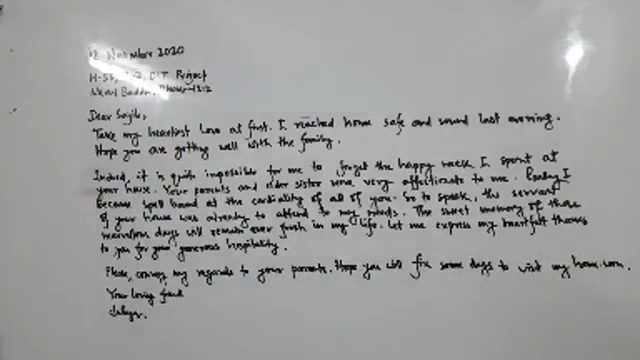 12 November 2020
H-55, DIT Project
Merul Badda, Dhaka-1212
Dear Sajib,
Take my heartiest love at first. I reached home safe and sound last evening.
Hope you are getting well with the family.
Indeed, it is quite impossible for me to forget the happy week I spent at
your house. Your parents and elder sister were very affectionate to me. Really I
became spell bound at the cordiality of all of you. So to speak, the servant
of your house was already to attend to my needs. The sweet memory of those
marvelous days will remain ever fresh in my life. Let me express my heartfelt thanks
to you for your generous hospitality.
Please, convey my regards to your parents. Hope you will fix some days to visit my home soon.
Your loving friend